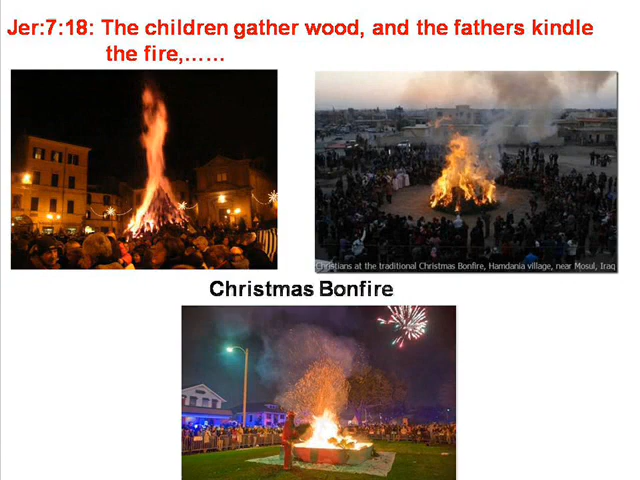 Jer:7:18: The children gather wood, and the fathers kindle
the fire,……
Christians at the traditional Christmas Bonfire, Hamdania village, near Mosul, Iraq
Christmas Bonfire